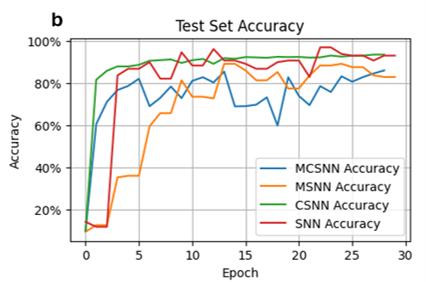 b
Test Set Accuracy
100%
80%
60%
40%
20%
Accuracy
MCSNN Accuracy
MSNN Accuracy
CSNN Accuracy
SNN Accuracy
0 5 10 15 20 25 30
Epoch